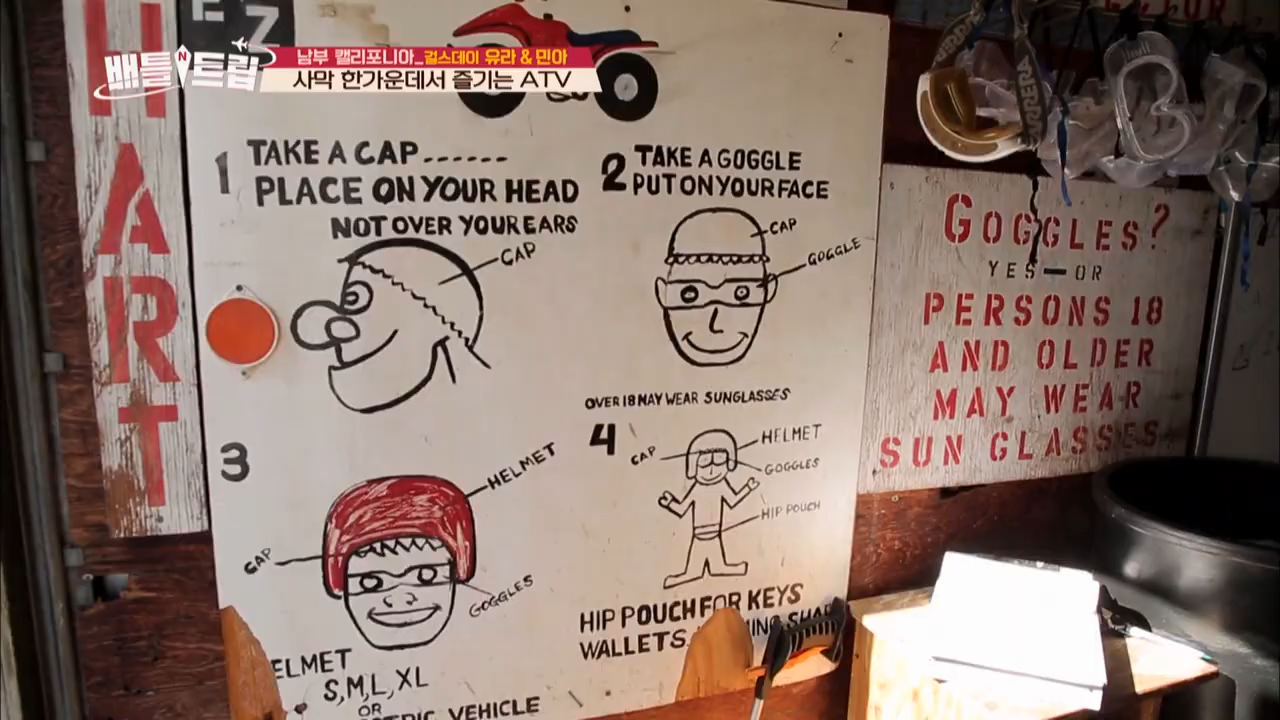 배틀트립
남부 캘리포니아_걸스데이 유라 & 민아
사막 한가운데서 즐기는 ATV
HART
EZ
1 TAKE A CAP------
PLACE ON YOUR HEAD
NOT OVER YOUR EARS
CAP
2 TAKE A GOGGLE
PUT ON YOUR FACE
CAP
GOGGLE
OVER 18 MAY WEAR SUNGLASSES
3
HELMET
CAP
GOGGLES
S,M,L,XL
OR
VEHICLE
4
HELMET
CAP
GOGGLES
HIP POUCH
HIP POUCH FOR KEYS
WALLETS
GOGGLES?
YES—OR
PERSONS 18
AND OLDER
MAY WEAR
SUN GLASSES
CARRERA